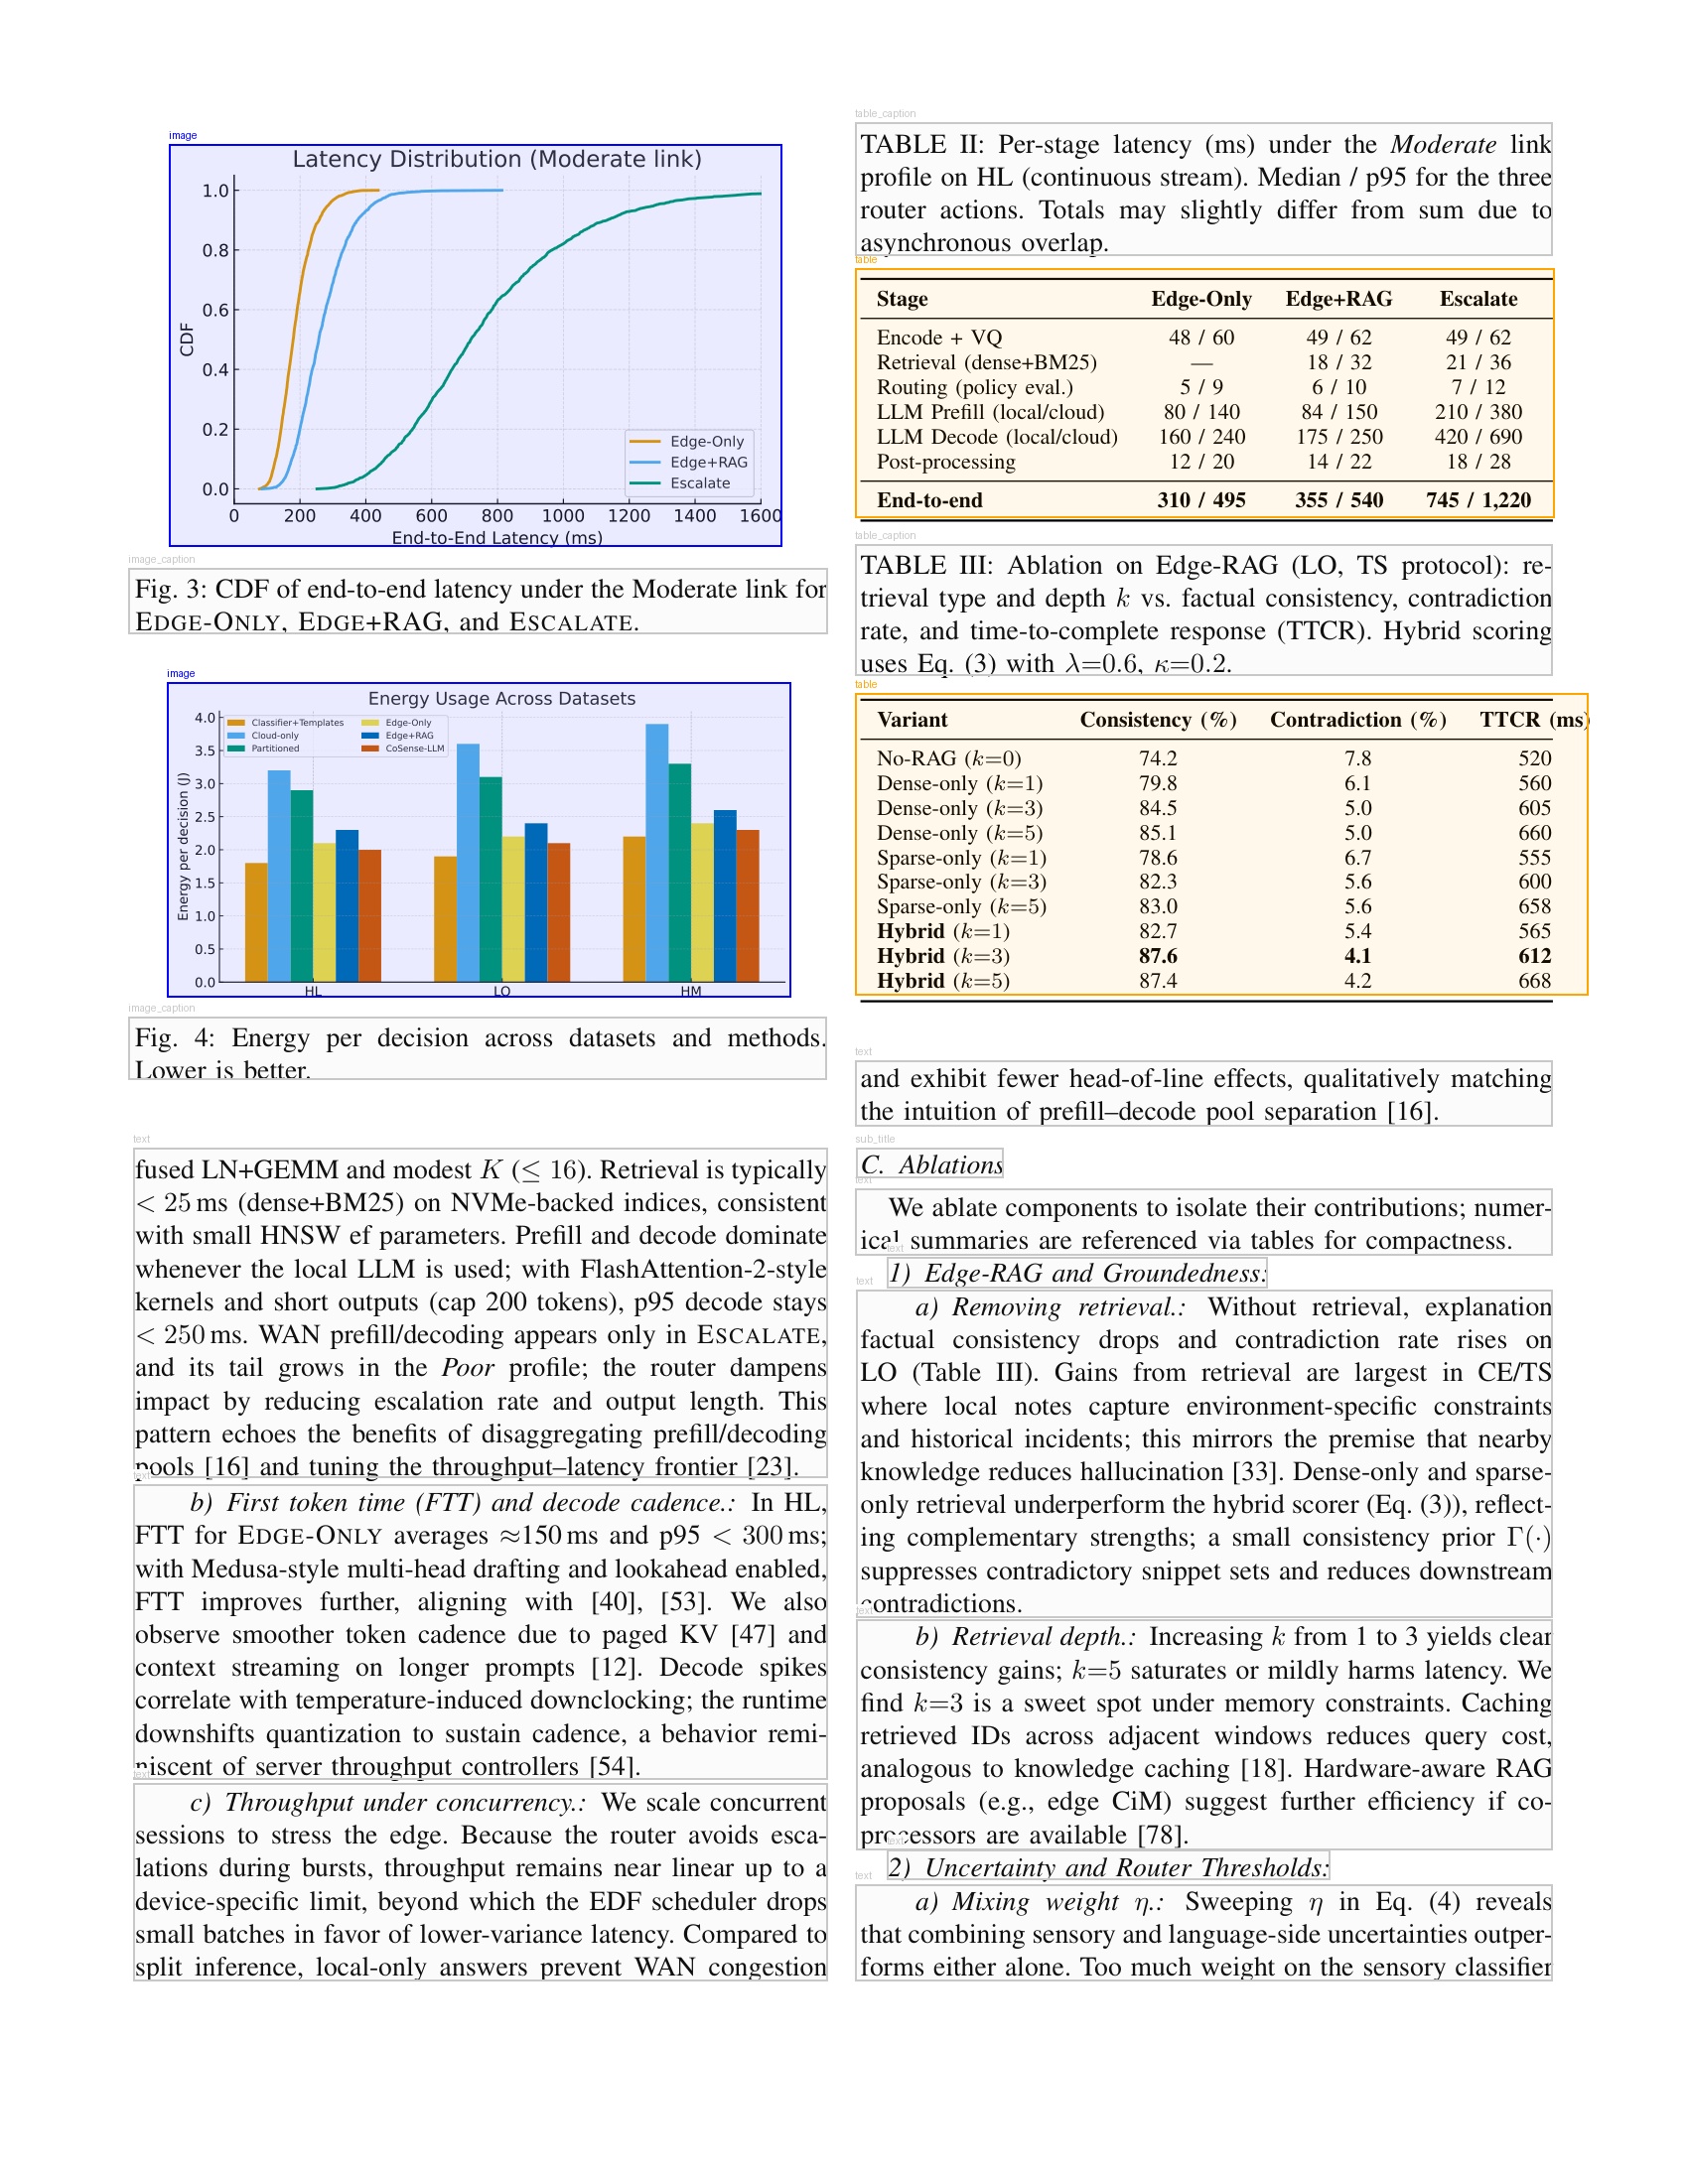 image
Latency Distribution (Moderate link)
1.0
0.8
0.6
0.4
0.2
0.0
CDF
Edge-Only
Edge+RAG
Escalate
0 200 400 600 800 1000 1200 1400 1600
End-to-End Latency (ms)
image_caption
Fig. 3: CDF of end-to-end latency under the Moderate link for
EDGE-ONLY, EDGE+RAG, and ESCALATE.
image
Energy Usage Across Datasets
4.0
3.5
3.0
2.5
2.0
1.5
1.0
0.5
0.0
Energy per decision (J)
Classifier+Templates Edge-Only
Cloud-only Edge+RAG
Partitioned CoSense-LLM
HL LO HM
image_caption
Fig. 4: Energy per decision across datasets and methods.
Lower is better.
text
fused LN+GEMM and modest K (≤ 16). Retrieval is typically
< 25 ms (dense+BM25) on NVMe-backed indices, consistent
with small HNSW ef parameters. Prefill and decode dominate
whenever the local LLM is used; with FlashAttention-2-style
kernels and short outputs (cap 200 tokens), p95 decode stays
< 250 ms. WAN prefill/decoding appears only in ESCALATE,
and its tail grows in the Poor profile; the router dampens
impact by reducing escalation rate and output length. This
pattern echoes the benefits of disaggregating prefill/decoding
pools [16] and tuning the throughput–latency frontier [23].
text
b) First token time (FTT) and decode cadence.: In HL,
FTT for EDGE-ONLY averages ≈150 ms and p95 < 300 ms;
with Medusa-style multi-head drafting and lookahead enabled,
FTT improves further, aligning with [40], [53]. We also
observe smoother token cadence due to paged KV [47] and
context streaming on longer prompts [12]. Decode spikes
correlate with temperature-induced downclocking; the runtime
downshifts quantization to sustain cadence, a behavior remi-
niscent of server throughput controllers [54].
text
c) Throughput under concurrency.: We scale concurrent
sessions to stress the edge. Because the router avoids esca-
lations during bursts, throughput remains near linear up to a
device-specific limit, beyond which the EDF scheduler drops
small batches in favor of lower-variance latency. Compared to
split inference, local-only answers prevent WAN congestion
table_caption
TABLE II: Per-stage latency (ms) under the Moderate link
profile on HL (continuous stream). Median / p95 for the three
router actions. Totals may slightly differ from sum due to
asynchronous overlap.
table
Stage Edge-Only Edge+RAG Escalate
Encode + VQ 48 / 60 49 / 62 49 / 62
Retrieval (dense+BM25) — 18 / 32 21 / 36
Routing (policy eval.) 5 / 9 6 / 10 7 / 12
LLM Prefill (local/cloud) 80 / 140 84 / 150 210 / 380
LLM Decode (local/cloud) 160 / 240 175 / 250 420 / 690
Post-processing 12 / 20 14 / 22 18 / 28
End-to-end 310 / 495 355 / 540 745 / 1,220
table_caption
TABLE III: Ablation on Edge-RAG (LO, TS protocol): re-
trieval type and depth k vs. factual consistency, contradiction
rate, and time-to-complete response (TTCR). Hybrid scoring
uses Eq. (3) with λ=0.6, κ=0.2.
table
Variant Consistency (%) Contradiction (%) TTCR (ms)
No-RAG (k=0) 74.2 7.8 520
Dense-only (k=1) 79.8 6.1 560
Dense-only (k=3) 84.5 5.0 605
Dense-only (k=5) 85.1 5.0 660
Sparse-only (k=1) 78.6 6.7 555
Sparse-only (k=3) 82.3 5.6 600
Sparse-only (k=5) 83.0 5.6 658
Hybrid (k=1) 82.7 5.4 565
Hybrid (k=3) 87.6 4.1 612
Hybrid (k=5) 87.4 4.2 668
text
and exhibit fewer head-of-line effects, qualitatively matching
the intuition of prefill–decode pool separation [16].
sub_title
C. Ablations
text
We ablate components to isolate their contributions; numer-
ical summaries are referenced via tables for compactness.
text
1) Edge-RAG and Groundedness:
text
a) Removing retrieval.: Without retrieval, explanation
factual consistency drops and contradiction rate rises on
LO (Table III). Gains from retrieval are largest in CE/TS
where local notes capture environment-specific constraints
and historical incidents; this mirrors the premise that nearby
knowledge reduces hallucination [33]. Dense-only and sparse-
only retrieval underperform the hybrid scorer (Eq. (3)), reflect-
ing complementary strengths; a small consistency prior Γ(·)
suppresses contradictory snippet sets and reduces downstream
contradictions.
text
b) Retrieval depth.: Increasing k from 1 to 3 yields clear
consistency gains; k=5 saturates or mildly harms latency. We
find k=3 is a sweet spot under memory constraints. Caching
retrieved IDs across adjacent windows reduces query cost,
analogous to knowledge caching [18]. Hardware-aware RAG
proposals (e.g., edge CiM) suggest further efficiency if co-
processors are available [78].
text
2) Uncertainty and Router Thresholds:
text
a) Mixing weight η.: Sweeping η in Eq. (4) reveals
that combining sensory and language-side uncertainties outper-
forms either alone. Too much weight on the sensory classifier